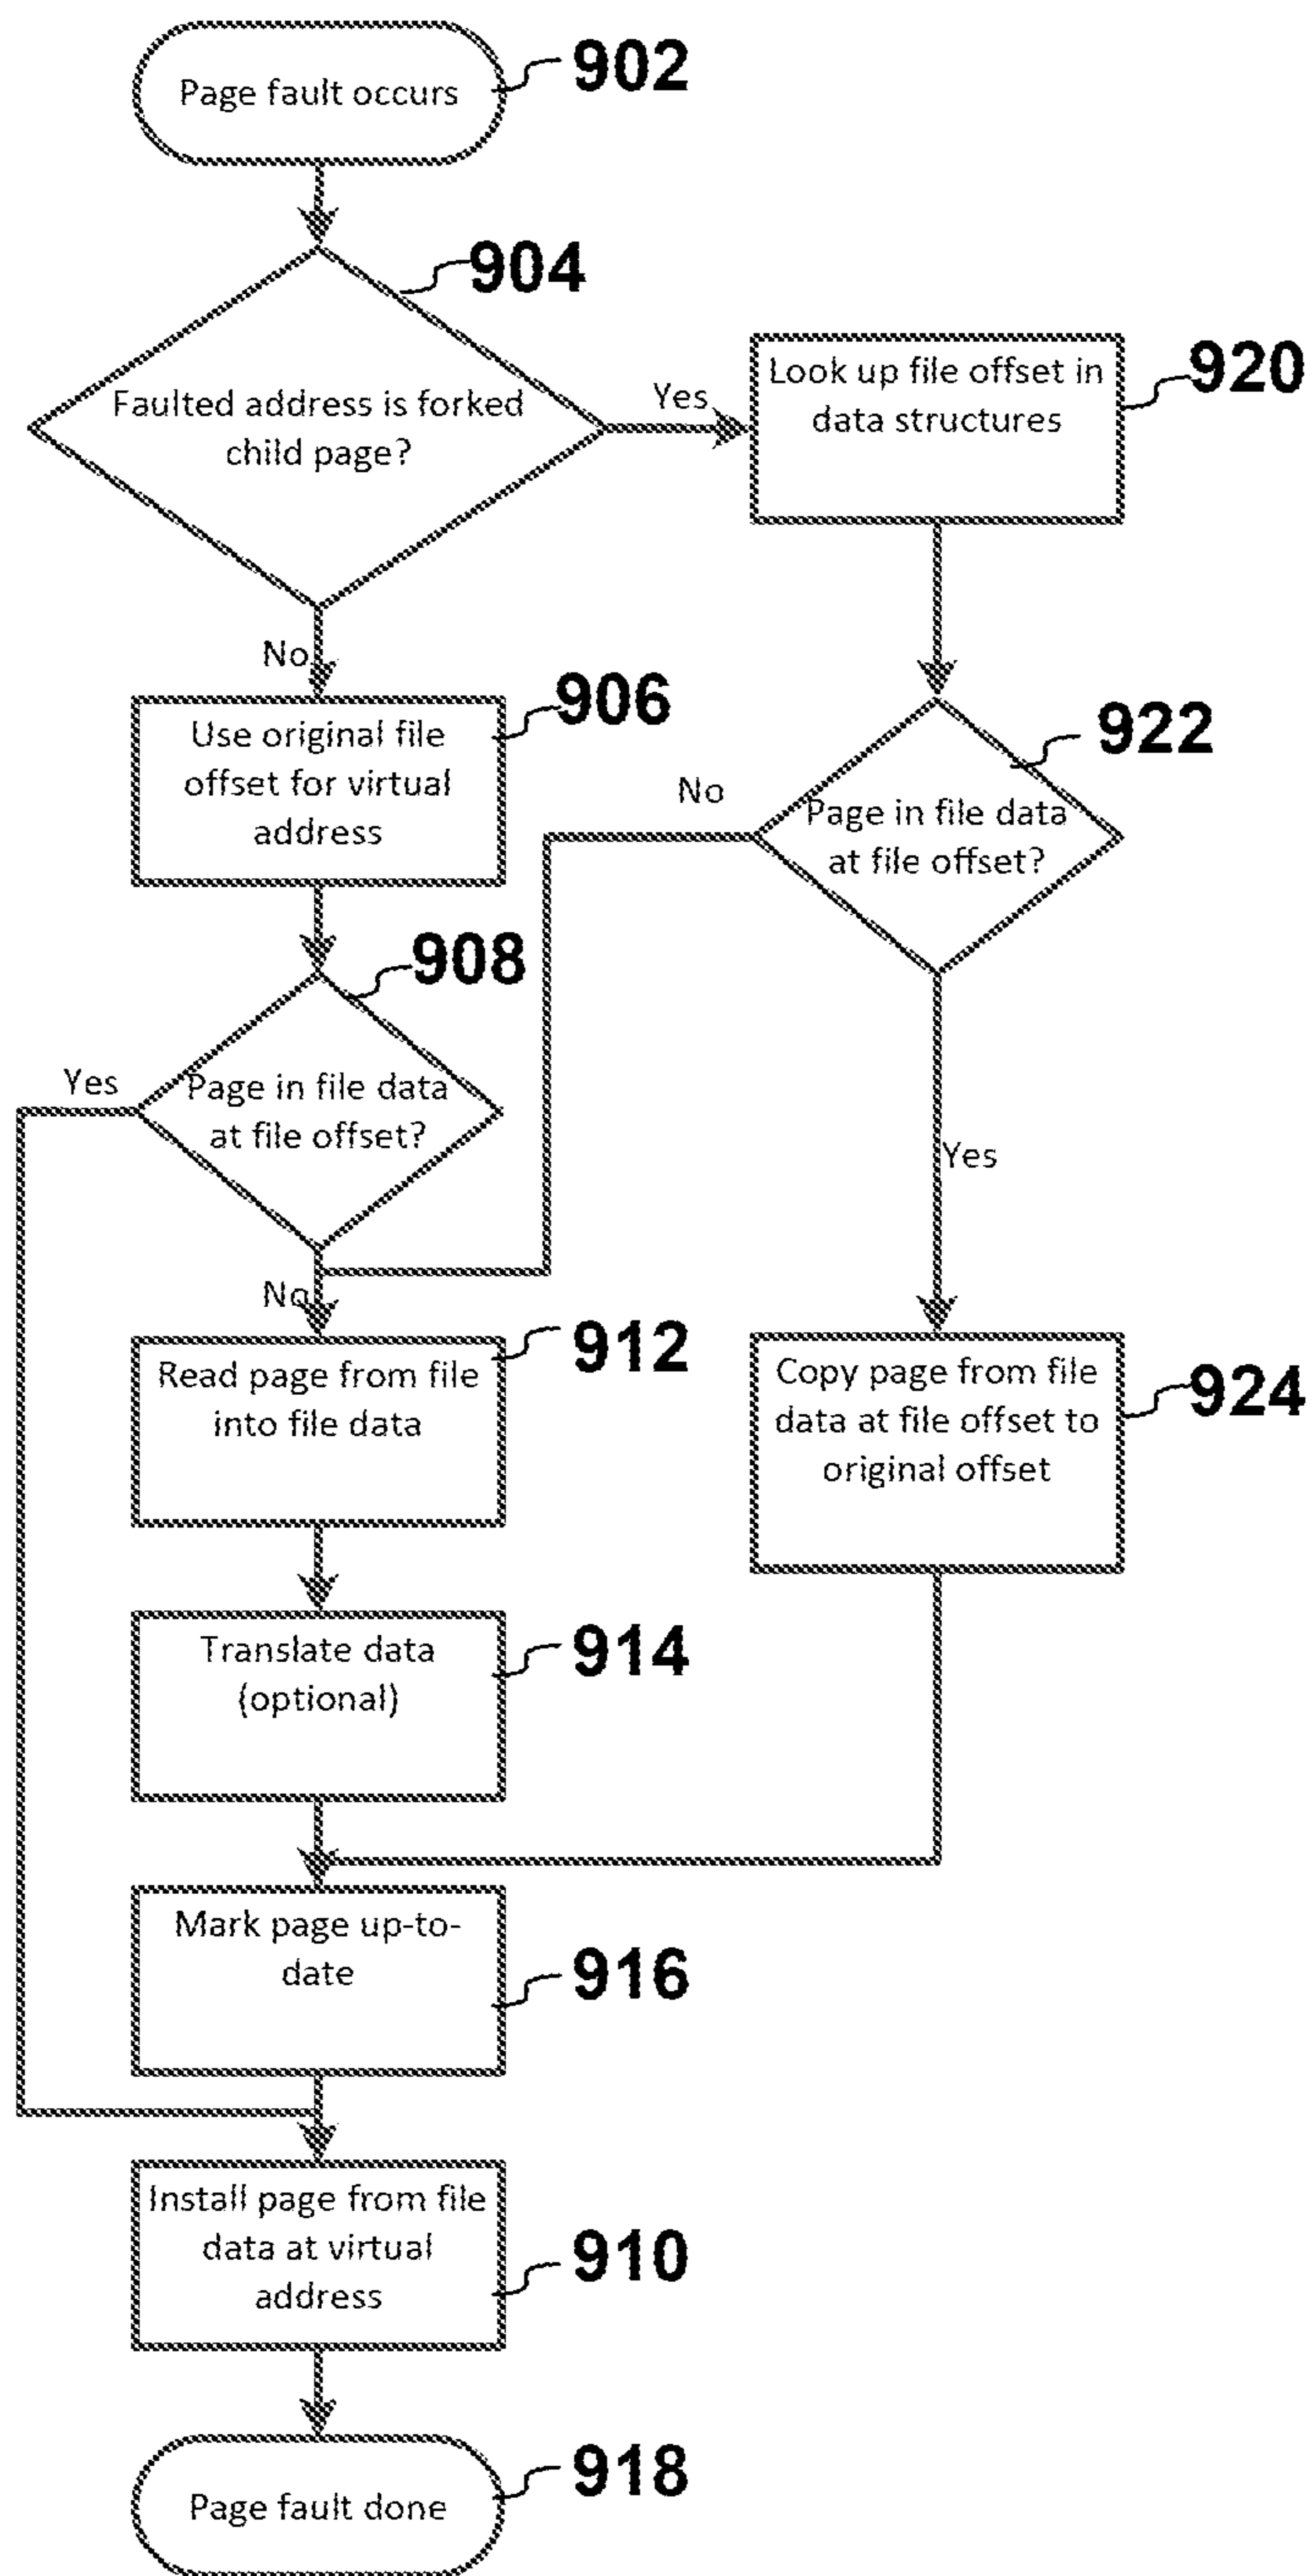 Page fault occurs
902
904
Faulted address is forked
child page?
Yes
Look up file offset in
data structures
920
No
Use original file
offset for virtual
address
906
922
No
Page in file data
at file offset?
908
Yes
Page in file data
at file offset?
Yes
No
Read page from file
into file data
912
Copy page from file
data at file offset to
original offset
924
Translate data
(optional)
914
Mark page up-to-
date
916
Install page from file
data at virtual
address
910
Page fault done
918